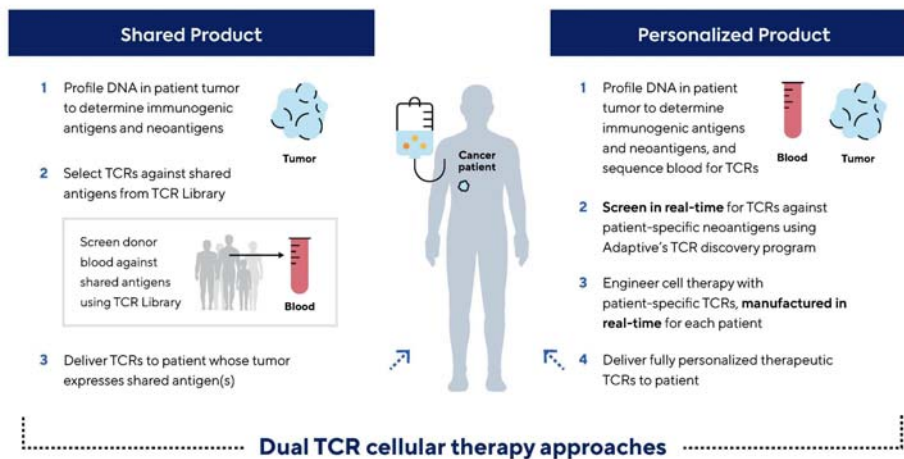 Shared Product
1 Profile DNA in patient tumor
to determine immunogenic
antigens and neoantigens
Tumor
2 Select TCRs against shared
antigens from TCR Library
Screen donor
blood against
shared antigens
using TCR Library
Blood
3 Deliver TCRs to patient whose tumor
expresses shared antigen(s)
Cancer
patient
Personalized Product
1 Profile DNA in patient
tumor to determine
immunogenic antigens
and neoantigens, and
sequence blood for TCRs
Blood
Tumor
2 Screen in real-time for TCRs against
patient-specific neoantigens using
Adaptive's TCR discovery program
3 Engineer cell therapy with
patient-specific TCRs, manufactured in
real-time for each patient
4 Deliver fully personalized therapeutic
TCRs to patient
Dual TCR cellular therapy approaches